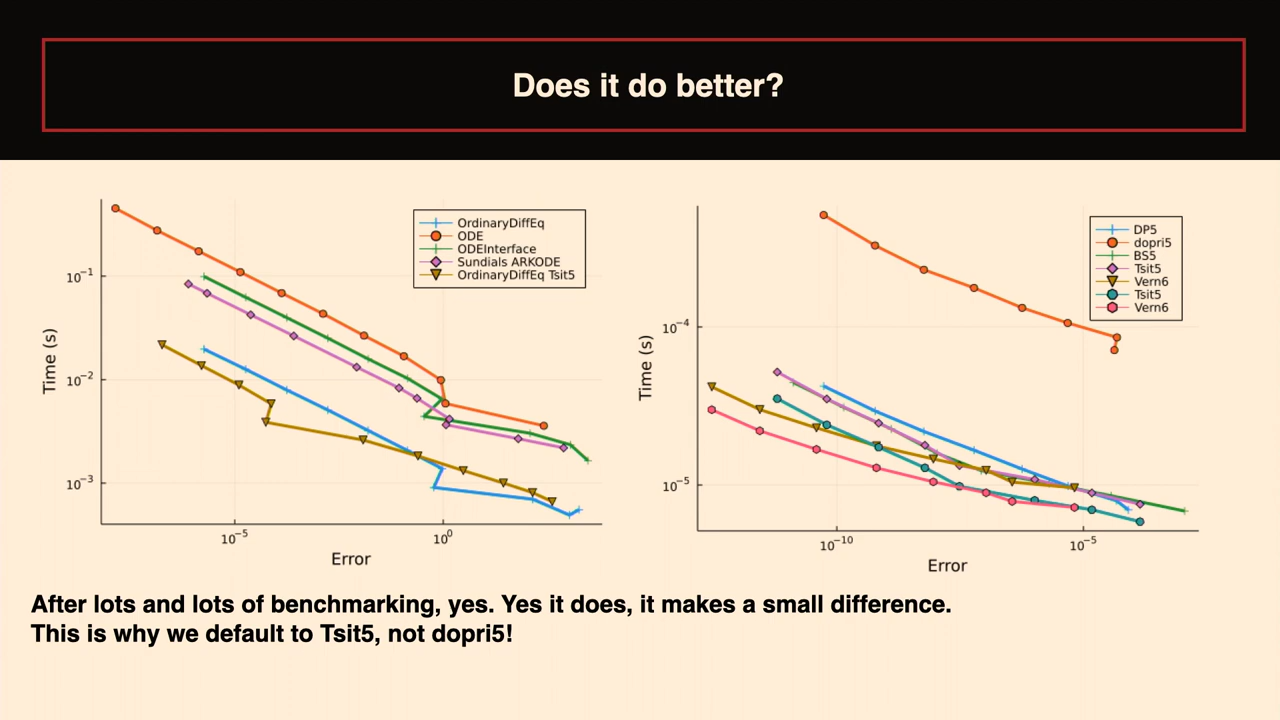 Does it do better?
OrdinaryDiffEq
ODE
ODEInterface
Sundials ARKODE
OrdinaryDiffEq Tsit5
Time (s)
10⁻¹
10⁻²
10⁻³
10⁻⁵
10⁰
Error
DP5
dopri5
BS5
Tsit5
Vern6
Tsit5
Vern6
Time (s)
10⁻⁴
10⁻⁵
10⁻¹⁰
10⁻⁵
Error
After lots and lots of benchmarking, yes. Yes it does, it makes a small difference.
This is why we default to Tsit5, not dopri5!